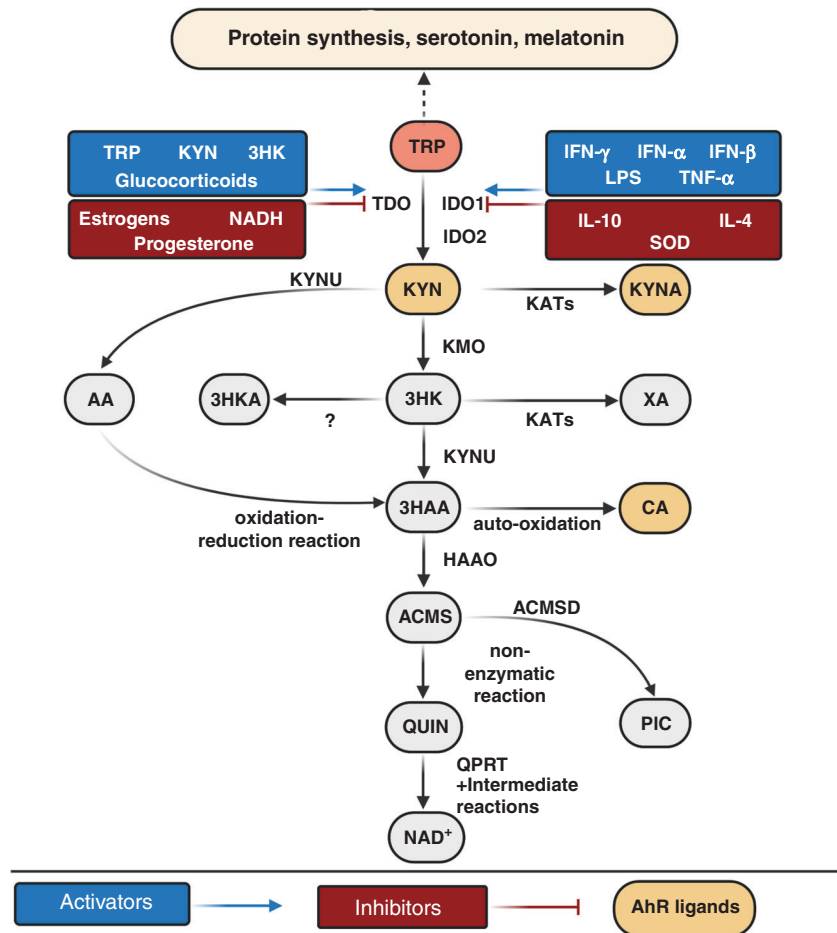 Protein synthesis, serotonin, melatonin
TRP
TRP KYN 3HK
Glucocorticoids
Estrogens NADH
Progesterone
IFN-γ IFN-α IFN-β
LPS TNF-α
IL-10 IL-4
SOD
TDO IDO1
IDO2
KYNU
KYN
KATs
KYNA
KMO
AA
3HKA
?
3HK
KATs
XA
KYNU
oxidation-
reduction reaction
3HAA
auto-oxidation
CA
HAAO
ACMS
ACMSD
non-
enzymatic
reaction
QUIN
PIC
QPRT
+Intermediate
reactions
NAD⁺
Activators Inhibitors AhR ligands